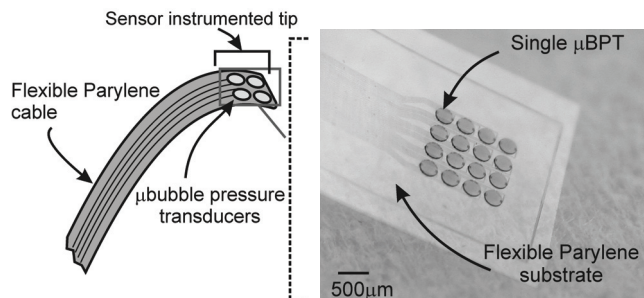 Sensor instrumented tip
Flexible Parylene
cable
μbubble pressure
transducers
Single μBPT
Flexible Parylene
substrate
500μm